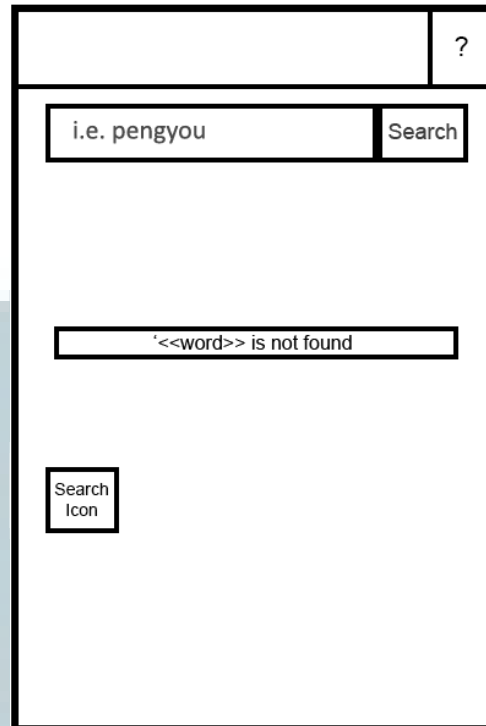 ?
i.e. pengyou
Search
‘<<word>> is not found
Search
Icon